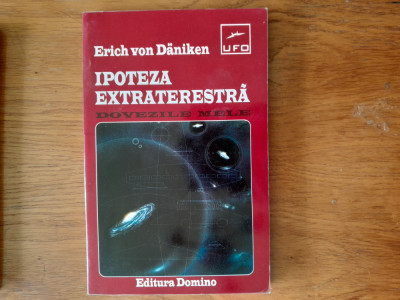 Erich von Däniken
UFO
IPOTEZA
EXTRATERESTRĂ
DOVEZILE MELE
Editura Domino